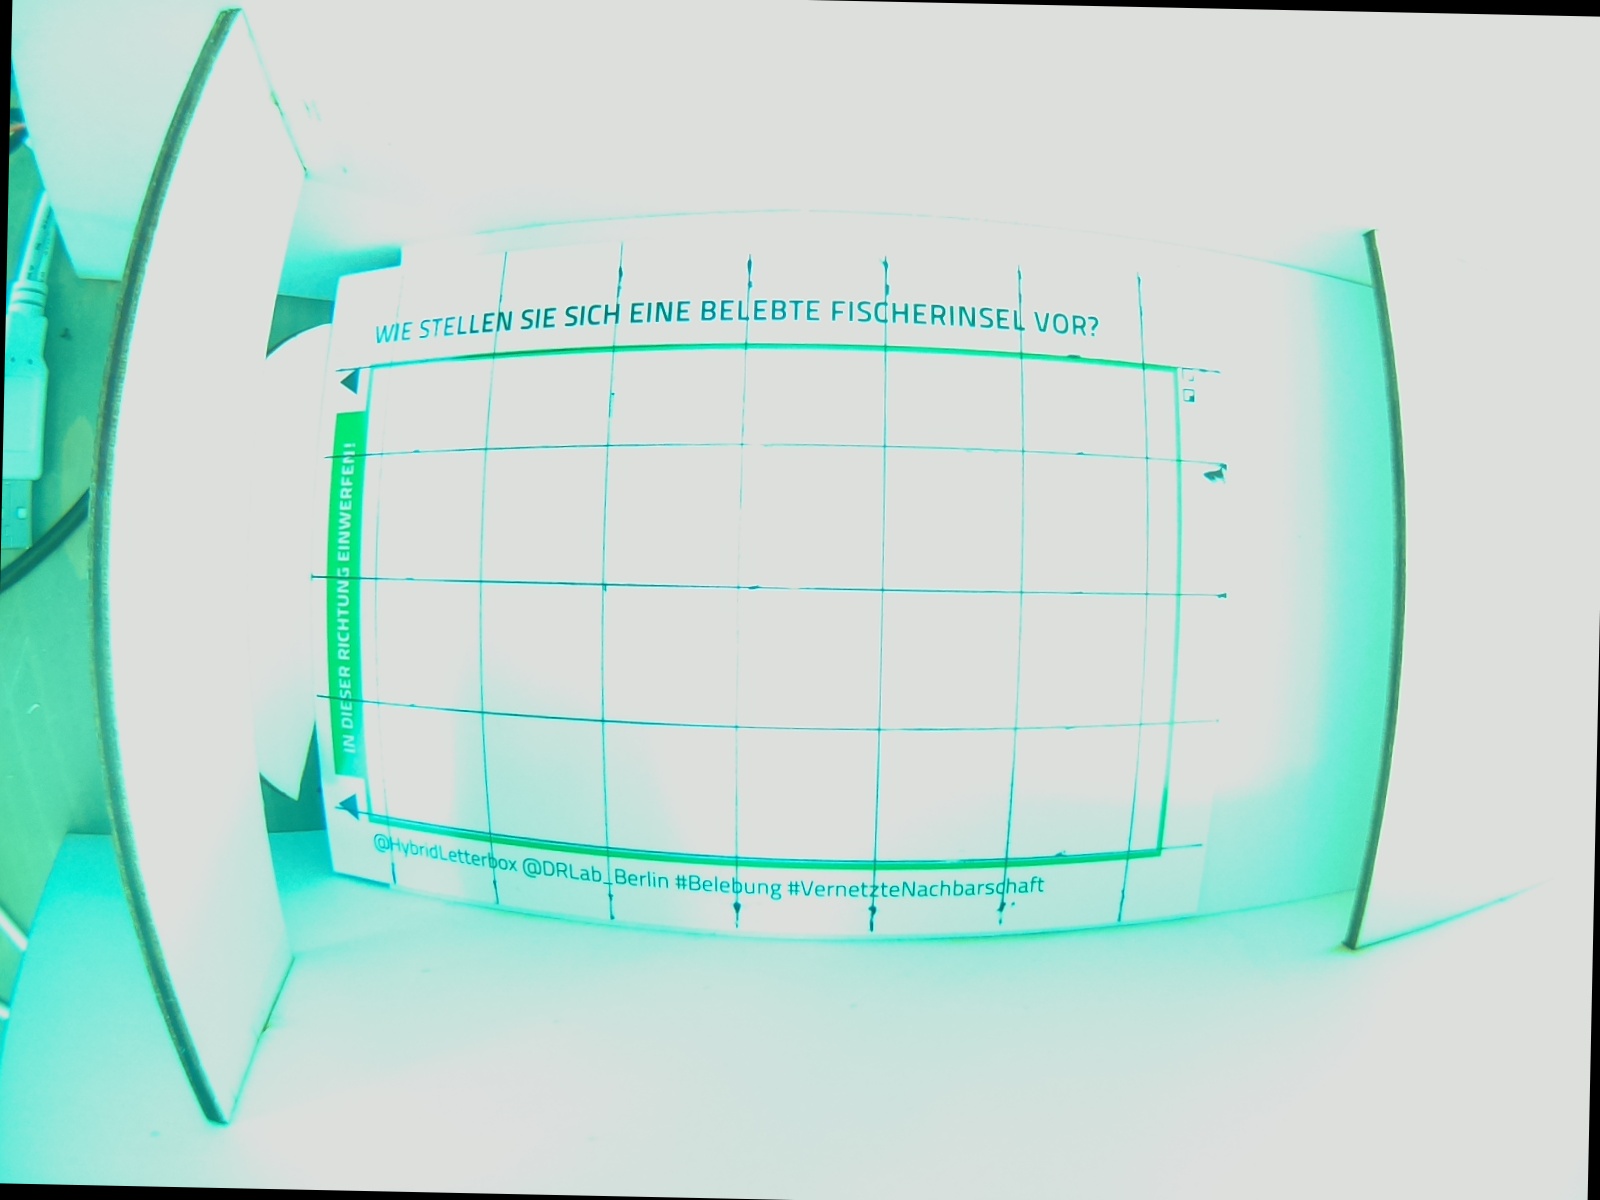 WIE STELLEN SIE SICH EINE BELEBTE FISCHERINSEL VOR?
IN DIESER RICHTUNG EINWERFEN!
@HybridLetterbox @DRLab_Berlin #Belebung #VernetzteNachbarschaft